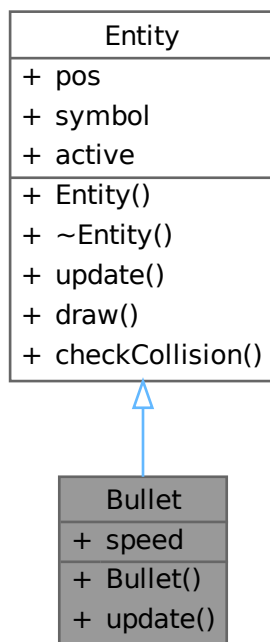 Entity
+ pos
+ symbol
+ active
+ Entity()
+ ~Entity()
+ update()
+ draw()
+ checkCollision()
Bullet
+ speed
+ Bullet()
+ update()